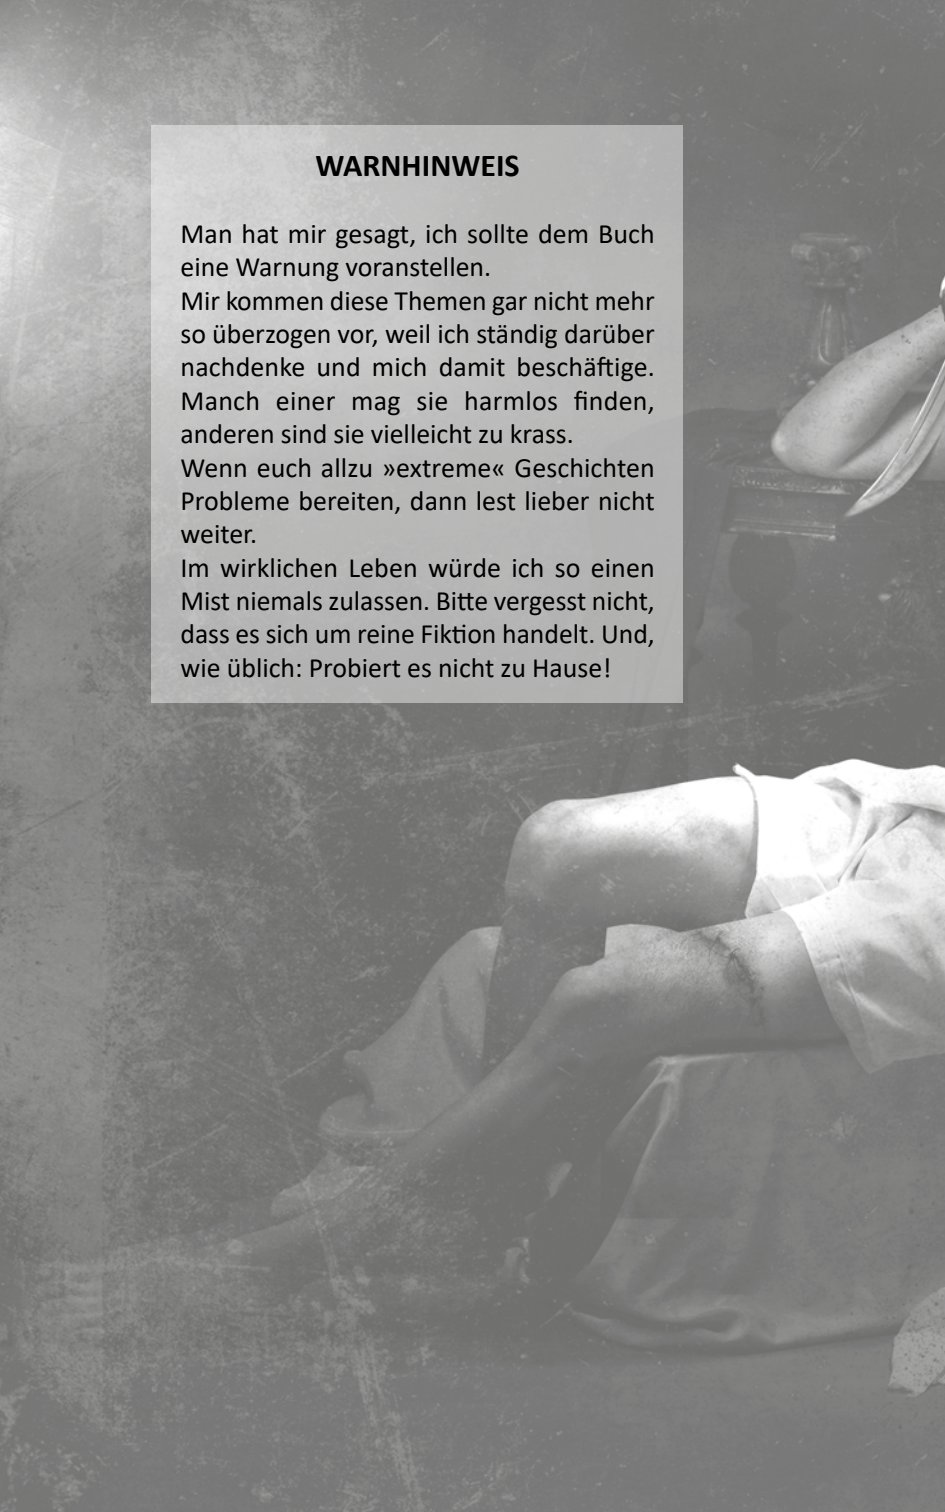 WARNHINWEIS
Man hat mir gesagt, ich sollte dem Buch
eine Warnung voranstellen.
Mir kommen diese Themen gar nicht mehr
so überzogen vor, weil ich ständig darüber
nachdenke und mich damit beschäftige.
Manch einer mag sie harmlos finden,
anderen sind sie vielleicht zu krass.
Wenn euch allzu »extreme« Geschichten
Probleme bereiten, dann lest lieber nicht
weiter.
Im wirklichen Leben würde ich so einen
Mist niemals zulassen. Bitte vergesst nicht,
dass es sich um reine Fiktion handelt. Und,
wie üblich: Probiert es nicht zu Hause!